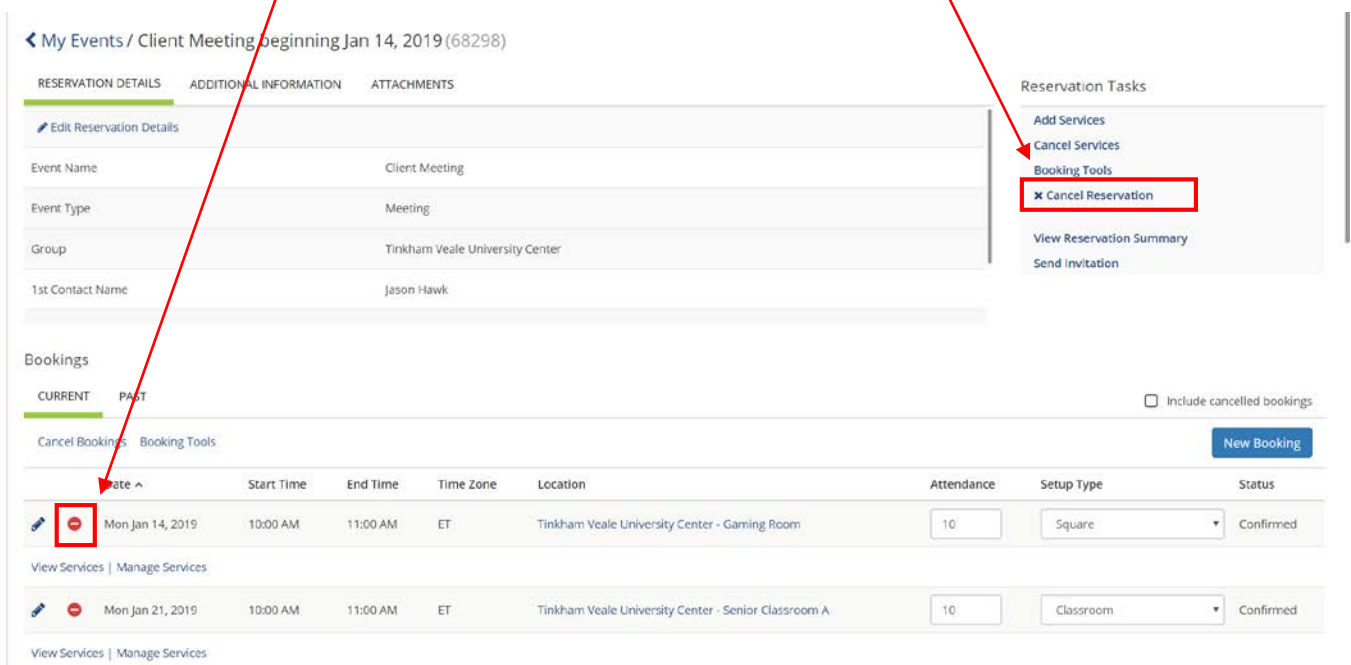 My Events / Client Meeting beginning Jan 14, 2019 (68298)
RESERVATION DETAILS ADDITIONAL INFORMATION ATTACHMENTS
Edit Reservation Details
Event Name Client Meeting
Event Type Meeting
Group Tinkham Veale University Center
1st Contact Name Jason Hawk
Reservation Tasks
Add Services
Cancel Services
Booking Tools
Cancel Reservation
View Reservation Summary
Send Invitation
Bookings
CURRENT PAST Include cancelled bookings
Cancel Bookings Booking Tools New Booking
Date Start Time End Time Time Zone Location Attendance Setup Type Status
Mon Jan 14, 2019 10:00 AM 11:00 AM ET Tinkham Veale University Center - Gaming Room 10 Square Confirmed
View Services | Manage Services
Mon Jan 21, 2019 10:00 AM 11:00 AM ET Tinkham Veale University Center - Senior Classroom A 10 Classroom Confirmed
View Services | Manage Services